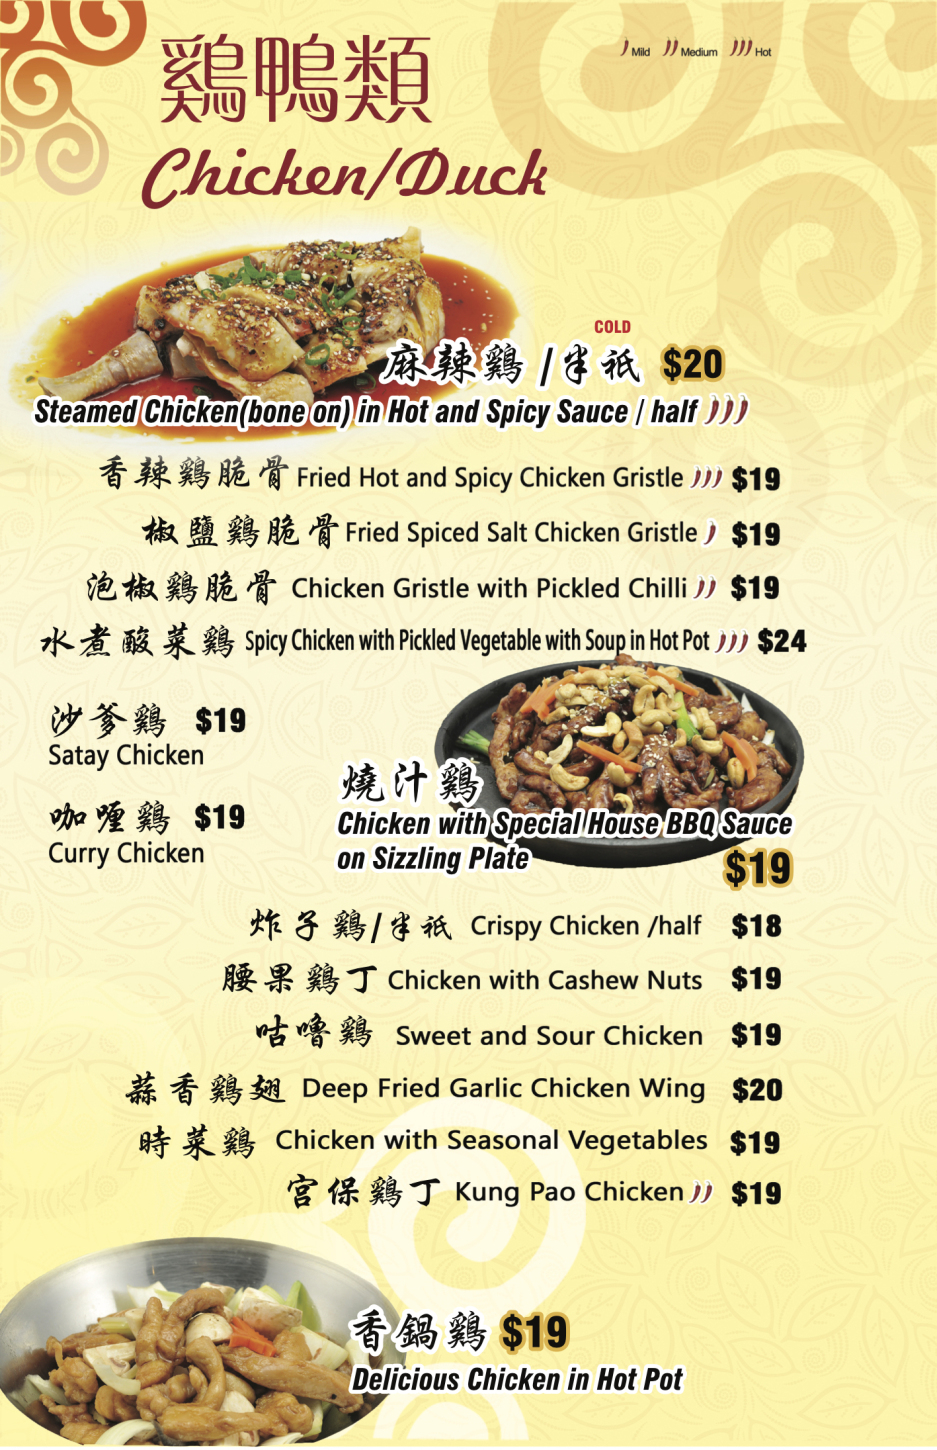 鷄鴨類
Mild Medium Hot
Chicken/Duck
COLD
麻辣鷄 /半祇 $20
Steamed Chicken(bone on) in Hot and Spicy Sauce / half
香辣鷄脆骨 Fried Hot and Spicy Chicken Gristle $19
椒鹽鷄脆骨 Fried Spiced Salt Chicken Gristle $19
泡椒鷄脆骨 Chicken Gristle with Pickled Chilli $19
水煮酸菜鷄 Spicy Chicken with Pickled Vegetable with Soup in Hot Pot $24
沙爹鷄 $19
Satay Chicken
咖喱鷄 $19
Curry Chicken
燒汁鷄
Chicken with Special House BBQ Sauce
on Sizzling Plate
$19
炸子鷄/半祇 Crispy Chicken /half $18
腰果鷄丁 Chicken with Cashew Nuts $19
咕嚕鷄 Sweet and Sour Chicken $19
蒜香鷄翅 Deep Fried Garlic Chicken Wing $20
時菜鷄 Chicken with Seasonal Vegetables $19
宮保鷄丁 Kung Pao Chicken $19
香鍋鷄 $19
Delicious Chicken in Hot Pot